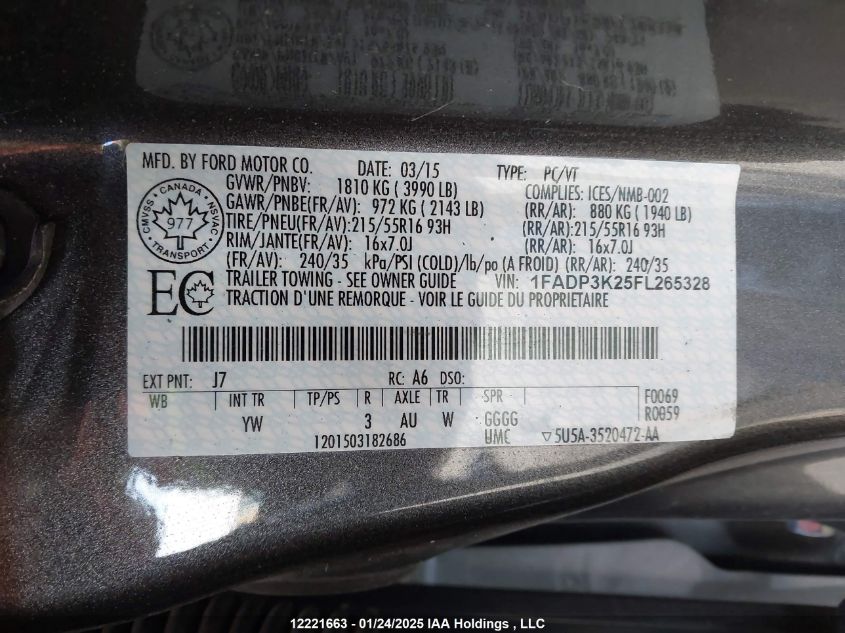 MFD. BY FORD MOTOR CO. DATE: 03/15 TYPE: PC/VT
GVWR/PNBV: 1810 KG ( 3990 LB) COMPLIES: ICES/NMB-002
GAWR/PNBE(FR/AV): 972 KG ( 2143 LB) (RR/AR): 880 KG ( 1940 LB)
TIRE/PNEU(FR/AV):215/55R16 93H (RR/AR):215/55R16 93H
RIM/JANTE(FR/AV): 16x7.0J (RR/AR): 16x7.0J
(FR/AV): 240/35 kPa/PSI (COLD)/lb/po (A FROID) (RR/AR): 240/35
TRAILER TOWING - SEE OWNER GUIDE VIN: 1FADP3K25FL265328
TRACTION D'UNE REMORQUE - VOIR LE GUIDE DU PROPRIETAIRE
CANADA
CMVSS NSVAC
977
TRANSPORT
EC
EXT PNT: J7 RC: A6 DSO:
WB INT TR TP/PS R AXLE TR SPR F0069
YW 3 AU W GGGG R0059
1201503182686 UMC ▽5U5A-3520472-AA
12221663 - 01/24/2025 IAA Holdings , LLC